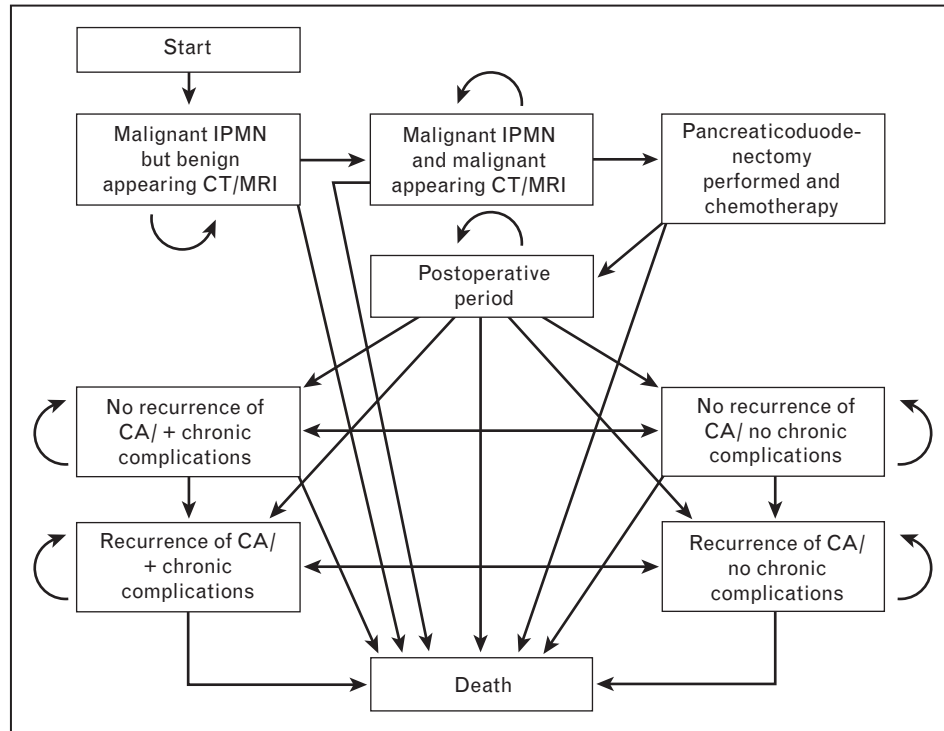 Start
Malignant IPMN
but benign
appearing CT/MRI
Malignant IPMN
and malignant
appearing CT/MRI
Pancreaticoduode-
nectomy
performed and
chemotherapy
Postoperative
period
No recurrence of
CA/ + chronic
complications
No recurrence of
CA/ no chronic
complications
Recurrence of CA/
+ chronic
complications
Recurrence of CA/
no chronic
complications
Death